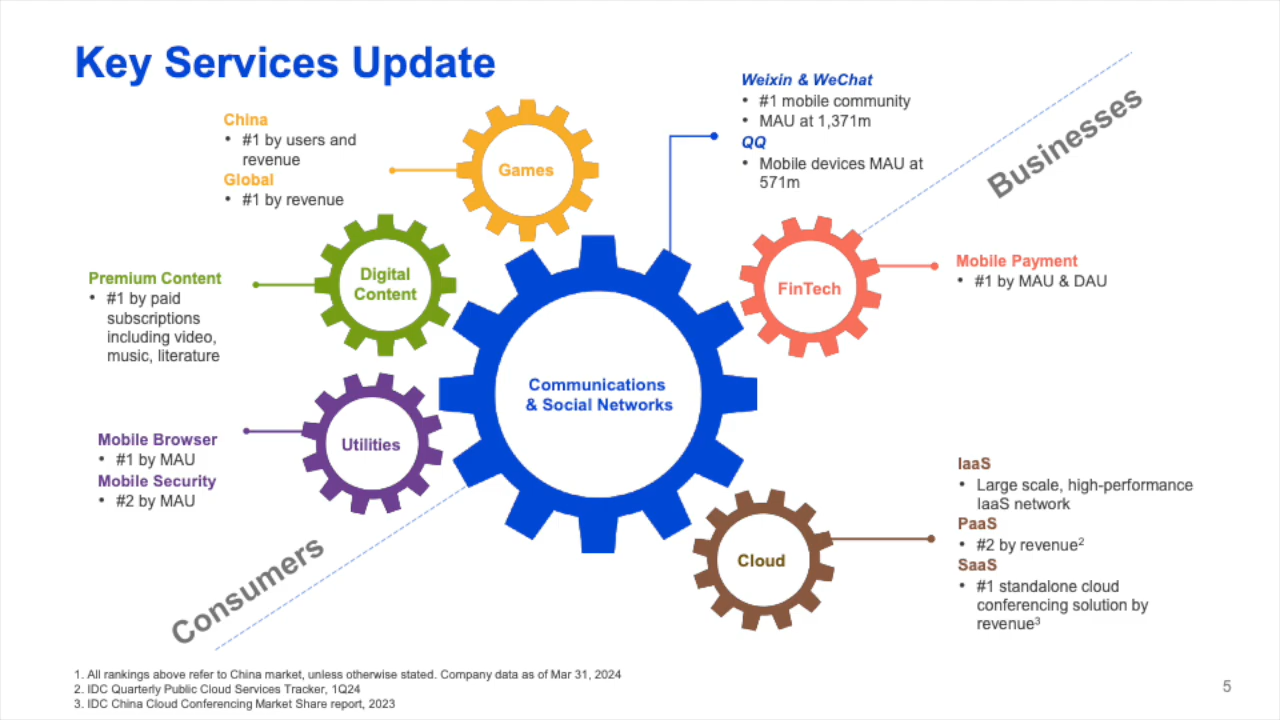 Key Services Update
China
• #1 by users and
revenue
Global
• #1 by revenue
Games
Weixin & WeChat
• #1 mobile community
• MAU at 1,371m
QQ
• Mobile devices MAU at
571m
Businesses
Premium Content
• #1 by paid
subscriptions
including video,
music, literature
Digital
Content
FinTech
Mobile Payment
• #1 by MAU & DAU
Communications
& Social Networks
Mobile Browser
• #1 by MAU
Mobile Security
• #2 by MAU
Utilities
Consumers
Cloud
IaaS
• Large scale, high-performance
IaaS network
PaaS
• #2 by revenue²
SaaS
• #1 standalone cloud
conferencing solution by
revenue³
1. All rankings above refer to China market, unless otherwise stated. Company data as of Mar 31, 2024
2. IDC Quarterly Public Cloud Services Tracker, 1Q24
3. IDC China Cloud Conferencing Market Share report, 2023
5